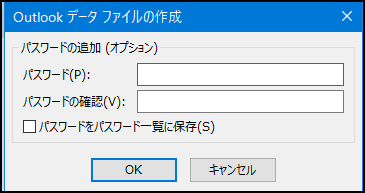 Outlook データ ファイルの作成
パスワードの追加 (オプション)
パスワード(P):
パスワードの確認(V):
パスワードをパスワード一覧に保存(S)
OK
キャンセル